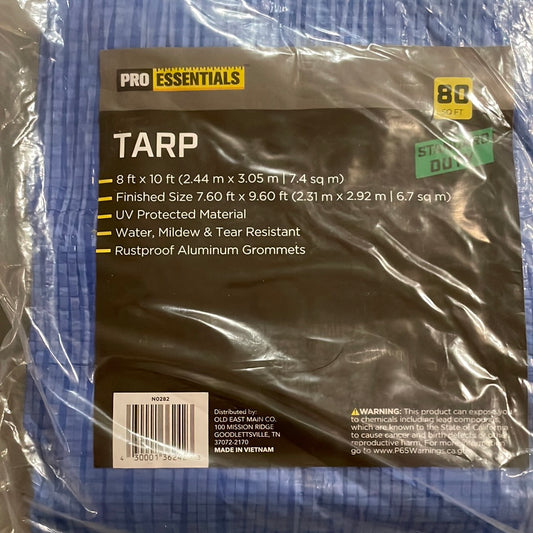 PRO ESSENTIALS
80
SQ FT
STANDARD
DUTY
TARP
8 ft x 10 ft (2.44 m x 3.05 m | 7.4 sq m)
Finished Size 7.60 ft x 9.60 ft (2.31 m x 2.92 m | 6.7 sq m)
UV Protected Material
Water, Mildew & Tear Resistant
Rustproof Aluminum Grommets
N0282
Distributed by:
OLD EAST MAIN CO.
100 MISSION RIDGE
GOODLETTSVILLE, TN
37072-2170
MADE IN VIETNAM
WARNING: This product can expose you
to chemicals including lead compounds,
which are known to the State of California
to cause cancer and birth defects or other
reproductive harm. For more information
go to www.P65Warnings.ca.gov